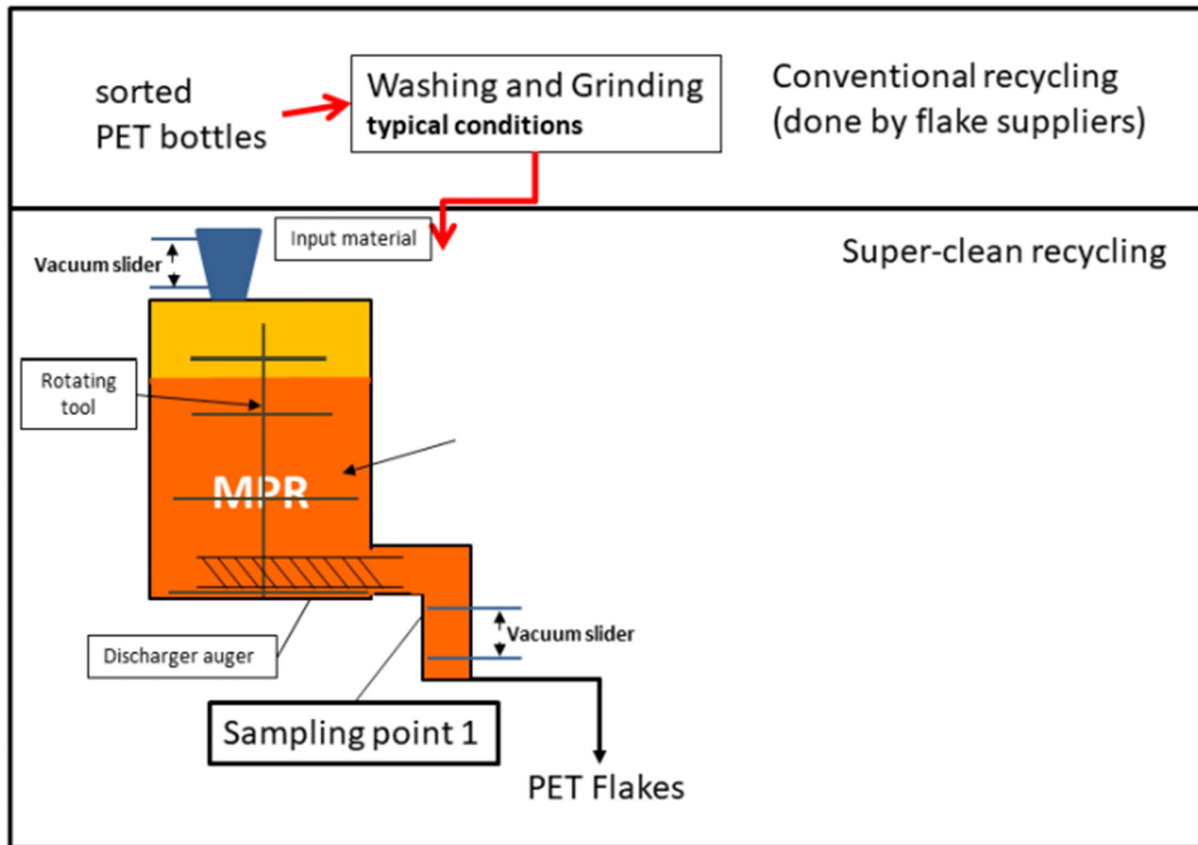 sorted
PET bottles
Washing and Grinding
typical conditions
Conventional recycling
(done by flake suppliers)
Input material
Super-clean recycling
Vacuum slider
Rotating
tool
MPR
Vacuum slider
Discharger auger
Sampling point 1
PET Flakes